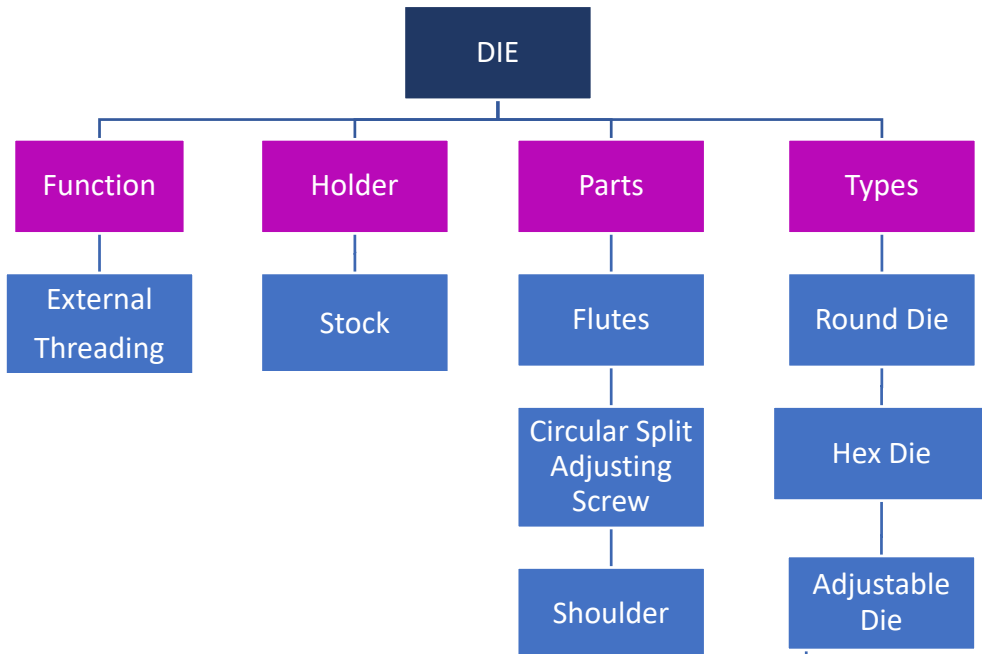 DIE
Function
Holder
Parts
Types
External
Threading
Stock
Flutes
Round Die
Circular Split
Adjusting
Screw
Hex Die
Shoulder
Adjustable
Die